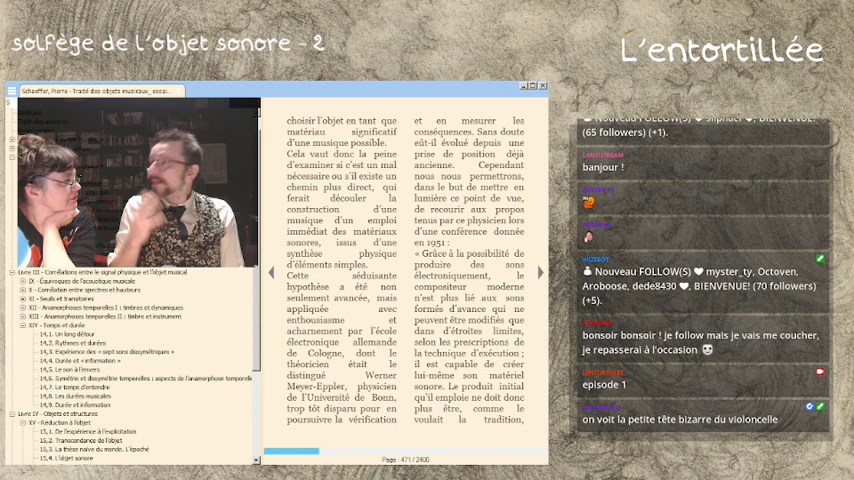 solfège de l'objet sonore - 2
L'entortillée
Schaeffer, Pierre - Traité des objets musicaux_ essai...
Livre III - Corrélations entre le signal physique et l'objet musical
IX - Équivoques de l'acoustique musicale
X - Corrélation entre spectres et hauteurs
XI - Seuils et transitoires
XII - Anamorphoses temporelles I : timbres et dynamiques
XIII - Anamorphoses temporelles II : timbre et instrument
XIV - Temps et durée
14,1. Un long détour
14,2. Rythmes et durées
14,3. Expérience des « sept sons dissymétriques »
14,4. Durée et « information »
14,5. Le son à l'envers
14,6. Symétrie et dissymétrie temporelles : aspects de l'anamorphose temporelle
14,7. Le temps d'entendre
14,8. Les durées musicales
14,9. Durée et information
Livre IV - Objets et structures
XV - Réduction à l'objet
15,1. De l'expérience à l'explicitation
15,2. Transcendance de l'objet
15,3. La thèse naïve du monde. L'épochè
15,4. L'objet sonore
choisir l'objet en tant que
matériau significatif
d'une musique possible.
Cela vaut donc la peine
d'examiner si c'est un mal
nécessaire ou s'il existe un
chemin plus direct, qui
ferait découler la
construction d'une
musique d'un emploi
immédiat des matériaux
sonores, issus d'une
synthèse physique
d'éléments simples.
Cette séduisante
hypothèse a été non
seulement avancée, mais
appliquée avec
enthousiasme et
acharnement par l'école
électronique allemande
de Cologne, dont le
théoricien était le
distingué Werner
Meyer-Eppler, physicien
de l'Université de Bonn,
trop tôt disparu pour en
poursuivre la vérification
et en mesurer les
conséquences. Sans doute
eût-il évolué depuis une
prise de position déjà
ancienne. Cependant
nous nous permettrons,
dans le but de mettre en
lumière ce point de vue,
de recourir aux propos
tenus par ce physicien lors
d'une conférence donnée
en 1951 :
« Grâce à la possibilité de
produire des sons
électroniquement, le
compositeur moderne
n'est plus lié aux sons
formés d'avance qui ne
peuvent être modifiés que
dans d'étroites limites,
selon les prescriptions de
la technique d'exécution ;
il est capable de créer
lui-même son matériel
sonore. Le produit initial
qu'il emploie ne doit donc
plus être, comme le
voulait la tradition,
Page : 471 / 2400
Nouveau FOLLOW(S)
(65 followers) (+1).
banjour !
WIZEBOT
Nouveau FOLLOW(S) ❤ myster_ty, Octoven,
Aroboose, dede8430 ❤, BIENVENUE! (70 followers)
(+5).
bonsoir bonsoir ! je follow mais je vais me coucher,
je repasserai à l'occasion
LENTORTILLEE
episode 1
on voit la petite tête bizarre du violoncelle